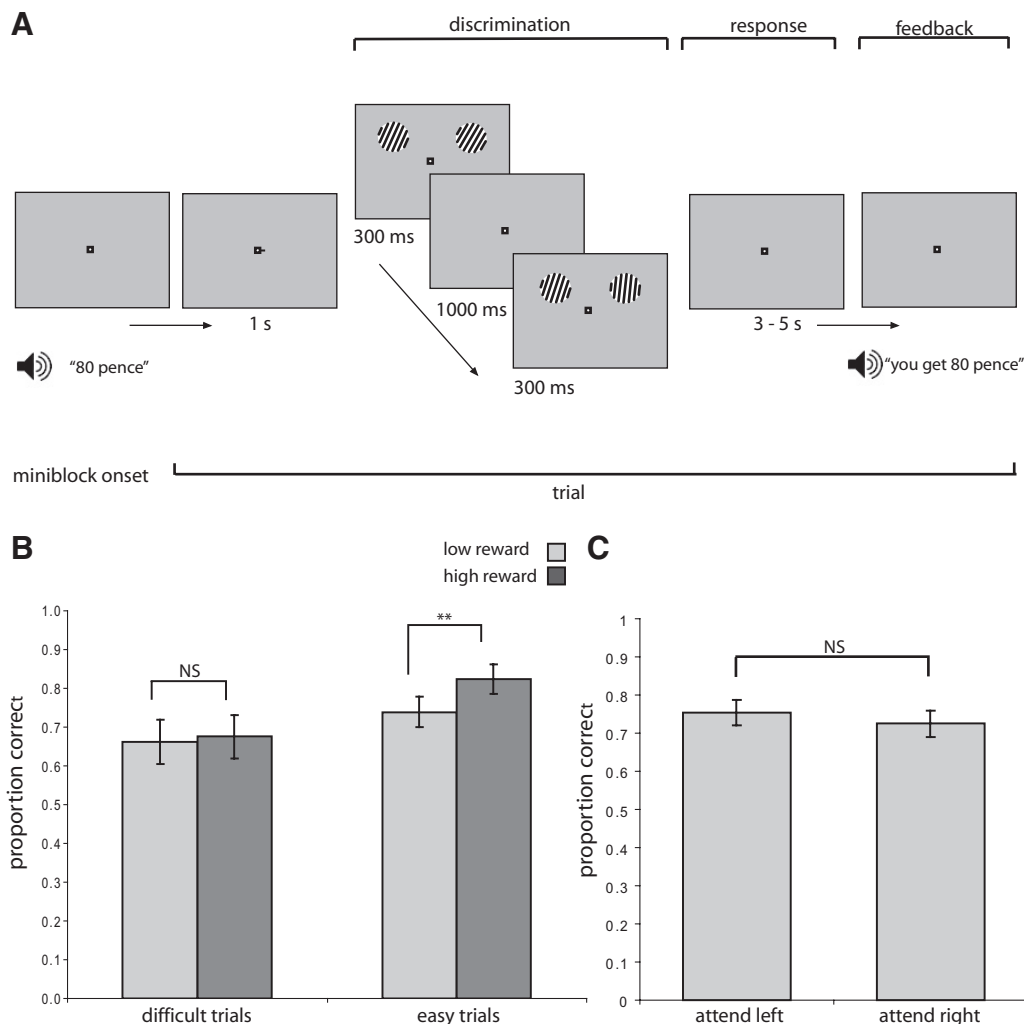 A
discrimination
response
feedback
300 ms
1000 ms
300 ms
1 s
3 - 5 s
"80 pence"
"you get 80 pence"
miniblock onset
trial
B
low reward
high reward
proportion correct
1.0
0.9
0.8
0.7
0.6
0.5
0.4
0.3
0.2
0.1
0.0
NS
**
difficult trials
easy trials
C
proportion correct
1
0.9
0.8
0.7
0.6
0.5
0.4
0.3
0.2
0.1
0
NS
attend left
attend right